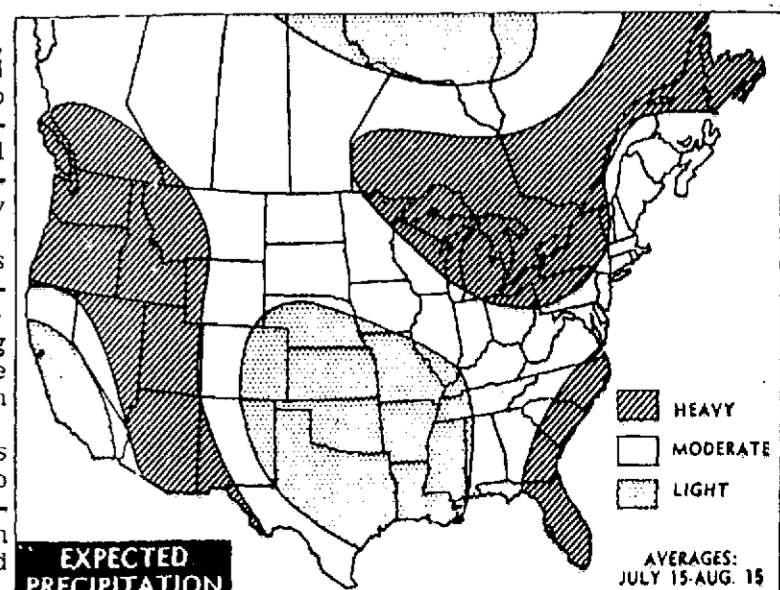 HEAVY
MODERATE
LIGHT
EXPECTED
PRECIPITATION
AVERAGES:
JULY 15-AUG. 15